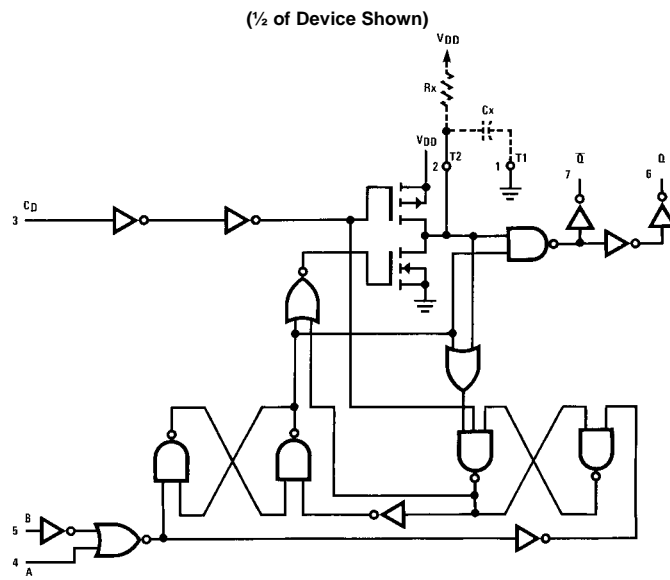 (½ of Device Shown)
VDD
Rx
Cx
VDD
2 T2
1 T1
Q̅
7
Q
6
3 CD
5 B
4 A